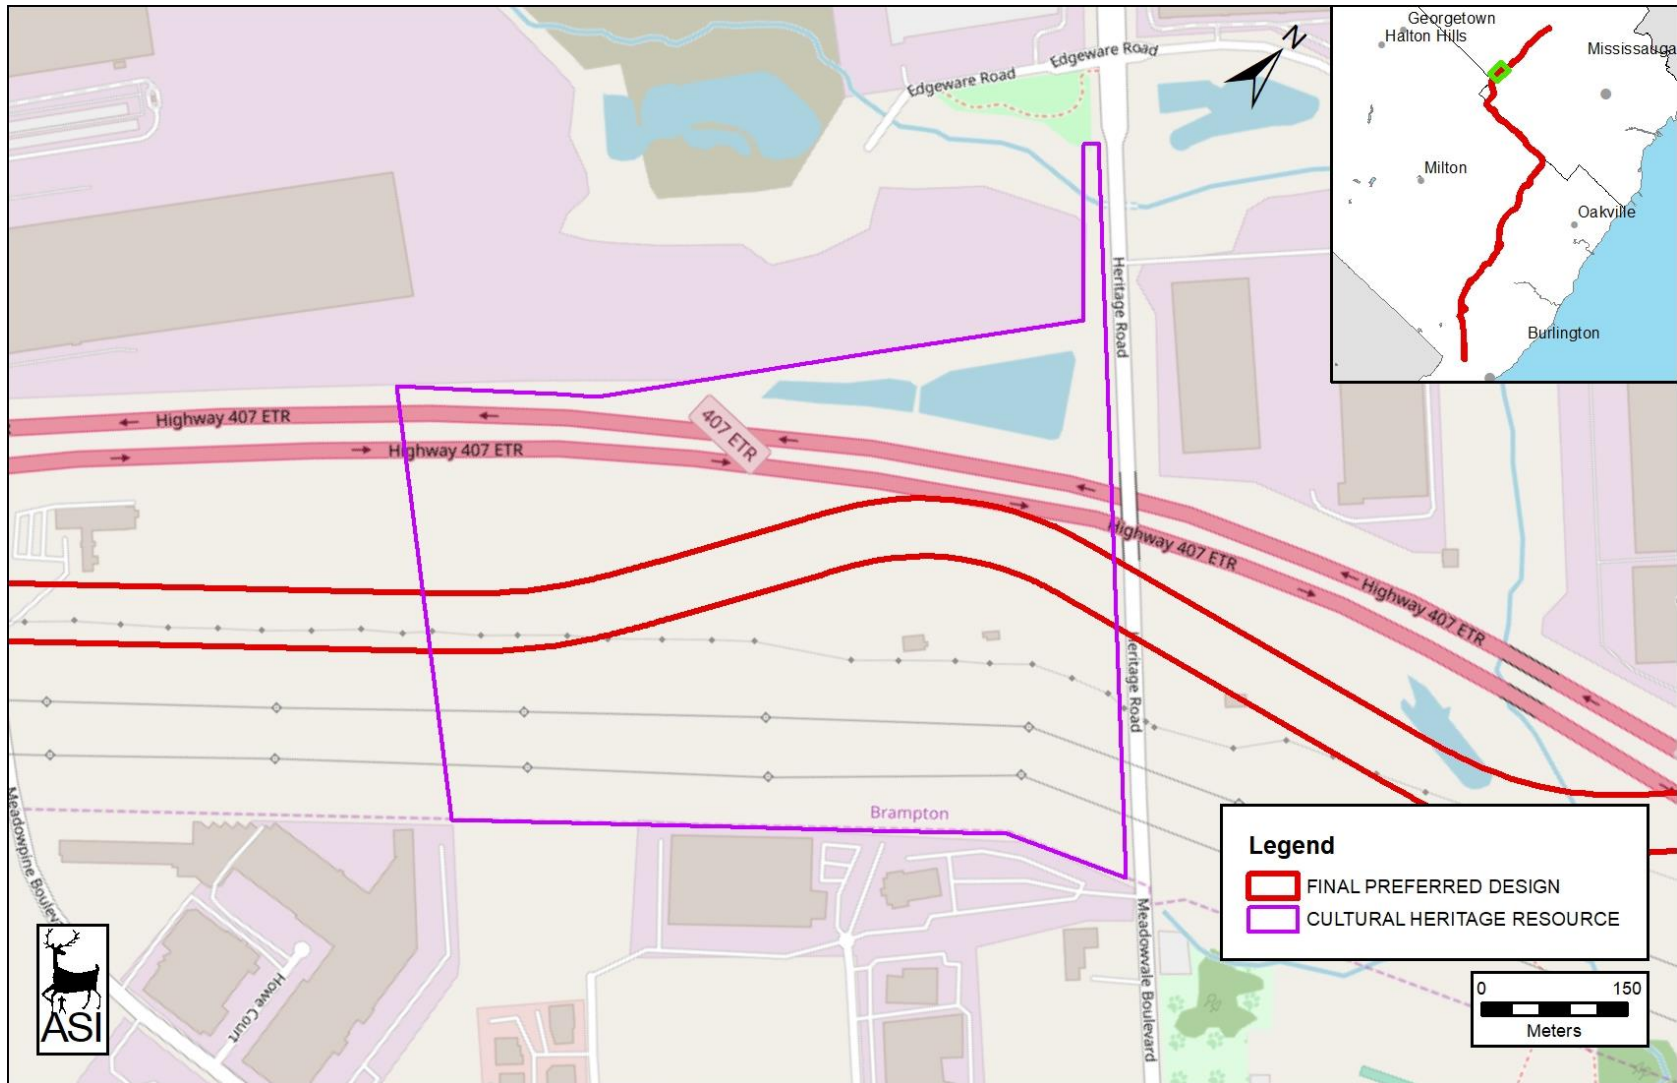 Georgetown
Halton Hills
Mississauga
Milton
Oakville
Burlington
N
Edgeware Road
Edgeware Road
Heritage Road
Highway 407 ETR
Highway 407 ETR
407 ETR
Highway 407 ETR
Highway 407 ETR
Heritage Road
Brampton
Meadowpine Boulevard
Howe Court
Meadowvale Boulevard
Legend
FINAL PREFERRED DESIGN
CULTURAL HERITAGE RESOURCE
0 150
Meters
ASI